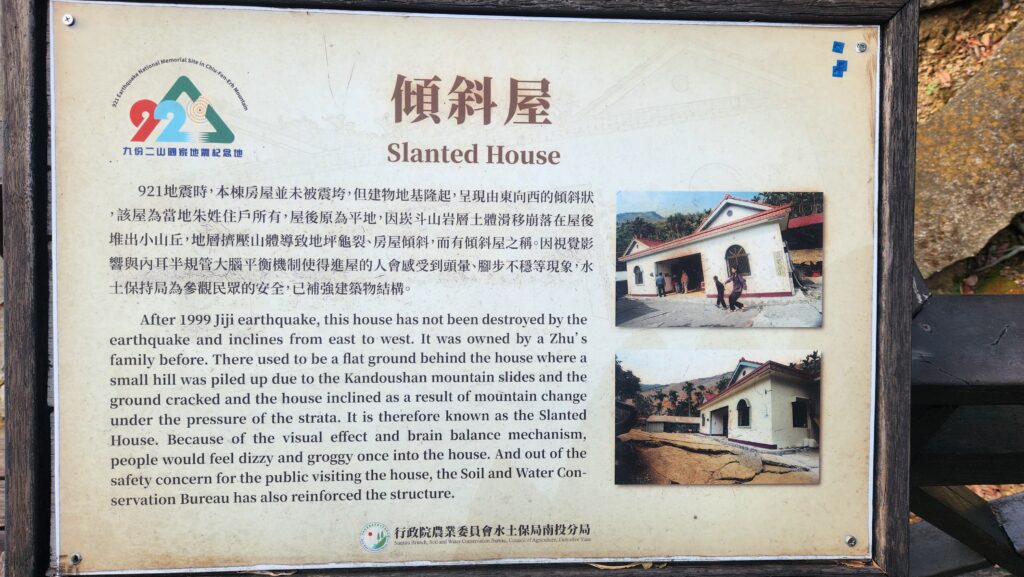 921 Earthquake National Memorial Site in Chiu-Fen-Erh Mountain
921
九份二山國家地震紀念地
傾斜屋
Slanted House
921地震時，本棟房屋並未被震垮，但建物地基隆起，呈現由東向西的傾斜狀
，該屋為當地朱姓住戶所有，屋後原為平地，因崁斗山岩層土體滑移崩落在屋後
堆出小山丘，地層擠壓山體導致地坪龜裂、房屋傾斜，而有傾斜屋之稱。因視覺影
響與內耳半規管大腦平衡機制使得進屋的人會感受到頭暈、腳步不穩等現象，水
土保持局為參觀民眾的安全，已補強建築物結構。
After 1999 Jiji earthquake, this house has not been destroyed by the
earthquake and inclines from east to west. It was owned by a Zhu's
family before. There used to be a flat ground behind the house where a
small hill was piled up due to the Kandoushan mountain slides and the
ground cracked and the house inclined as a result of mountain change
under the pressure of the strata. It is therefore known as the Slanted
House. Because of the visual effect and brain balance mechanism,
people would feel dizzy and groggy once into the house. And out of the
safety concern for the public visiting the house, the Soil and Water Con-
servation Bureau has also reinforced the structure.
行政院農業委員會水土保局南投分局
Nantou Branch, Soil and Water Conservation Bureau, Council of Agriculture, Executive Yuan